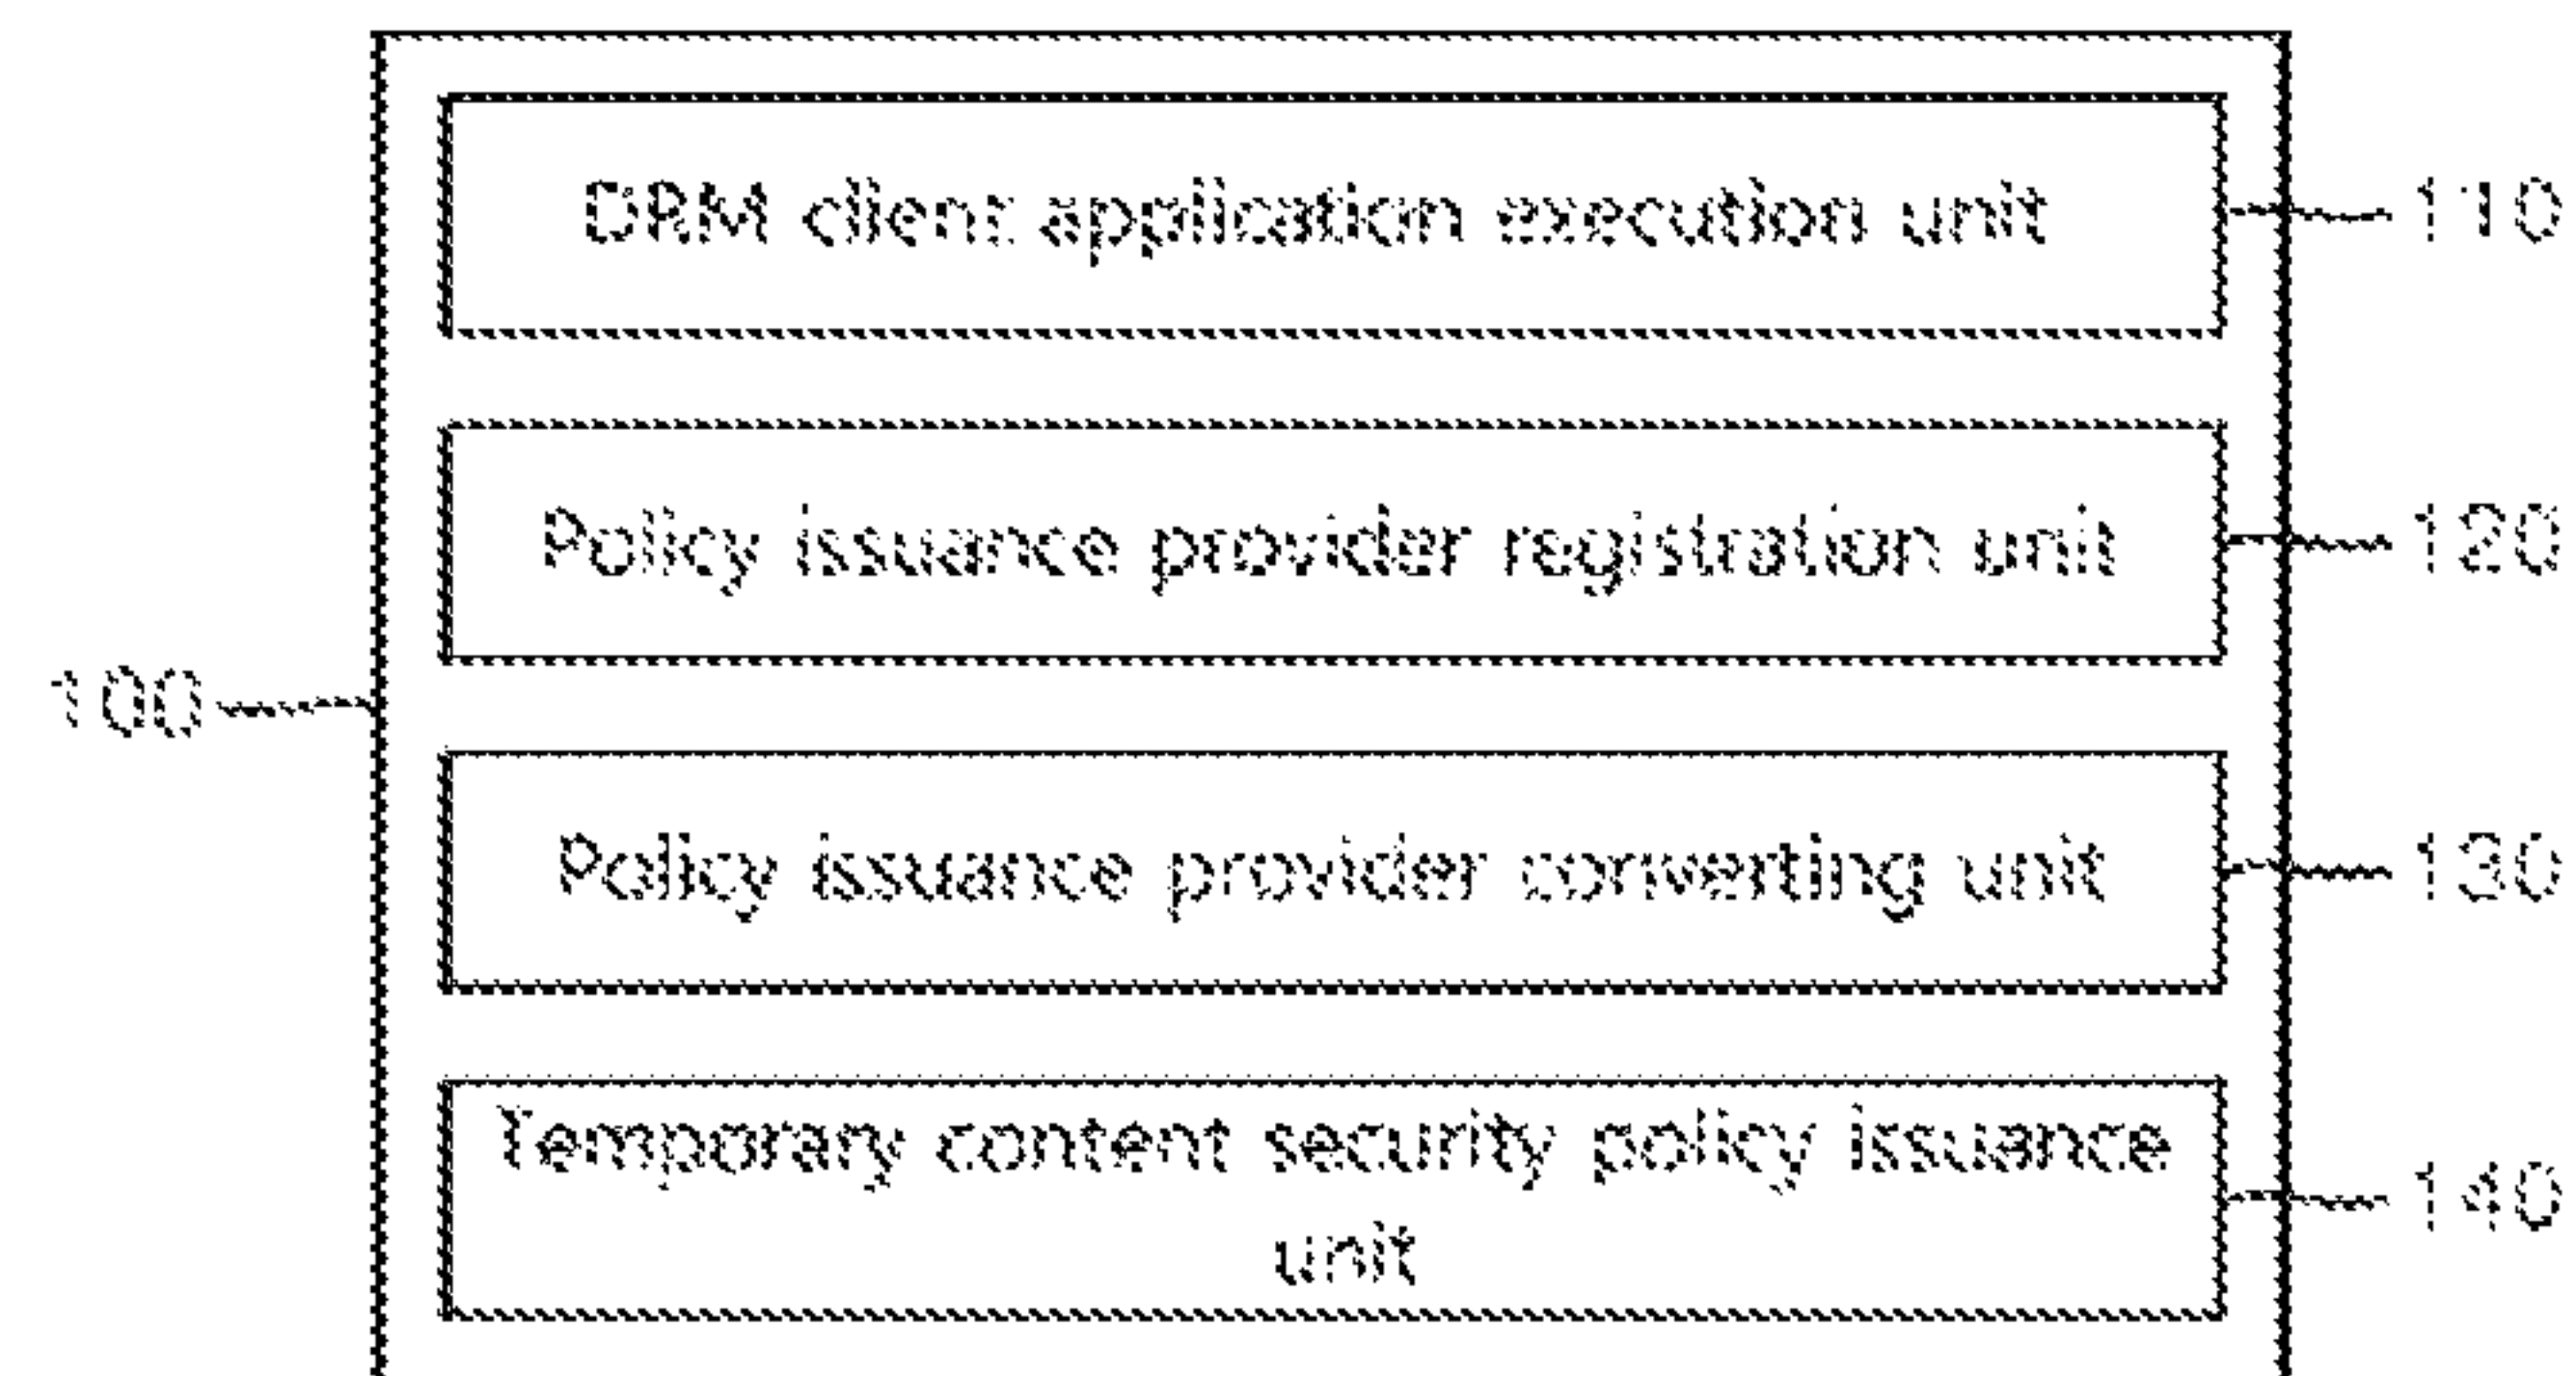 DRM client application execution unit
110
Policy issuance provider registration unit
120
100
Policy issuance provider converting unit
130
Temporary content security policy issuance
unit
140